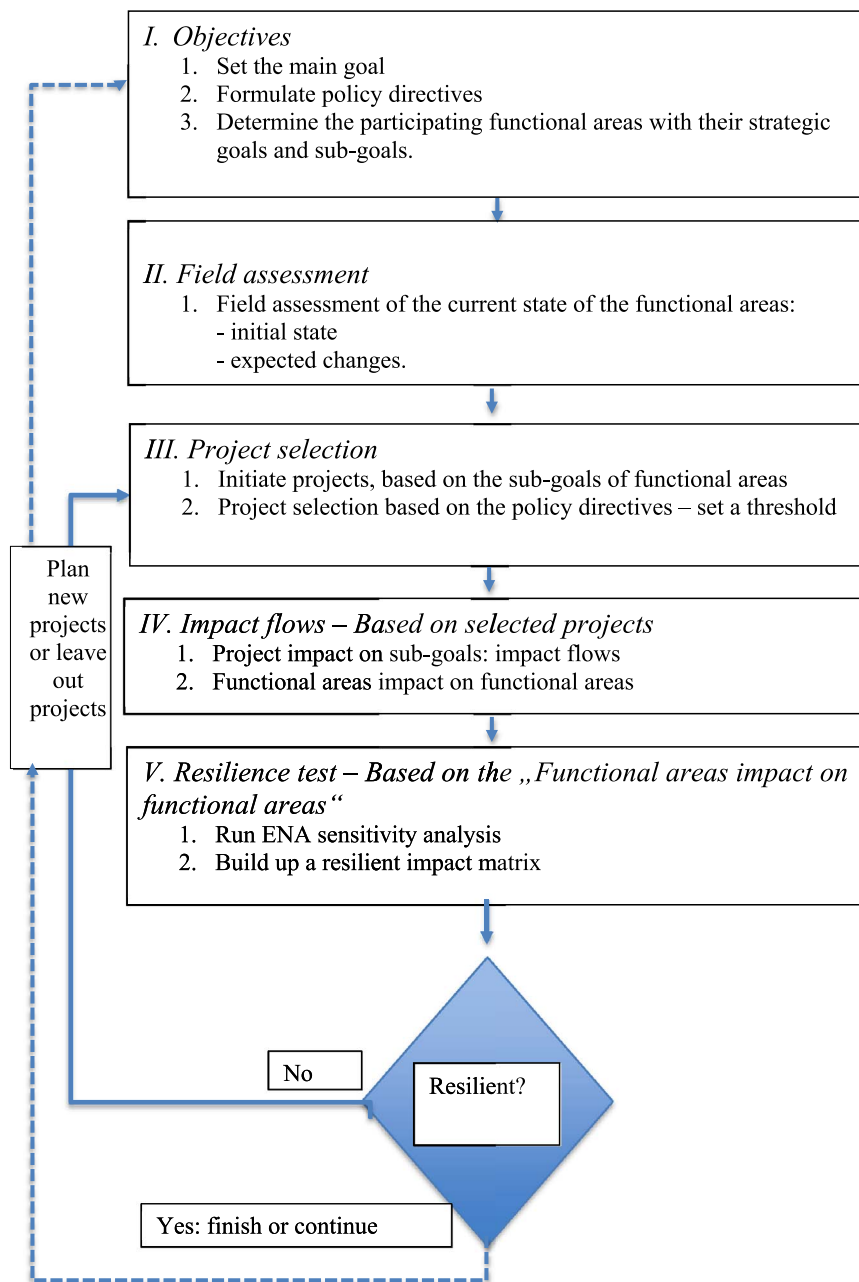 I. Objectives
1. Set the main goal
2. Formulate policy directives
3. Determine the participating functional areas with their strategic
goals and sub-goals.
II. Field assessment
1. Field assessment of the current state of the functional areas:
- initial state
- expected changes.
III. Project selection
1. Initiate projects, based on the sub-goals of functional areas
2. Project selection based on the policy directives – set a threshold
Plan
new
projects
or leave
out
projects
IV. Impact flows – Based on selected projects
1. Project impact on sub-goals: impact flows
2. Functional areas impact on functional areas
V. Resilience test – Based on the „Functional areas impact on
functional areas“
1. Run ENA sensitivity analysis
2. Build up a resilient impact matrix
No
Resilient?
Yes: finish or continue